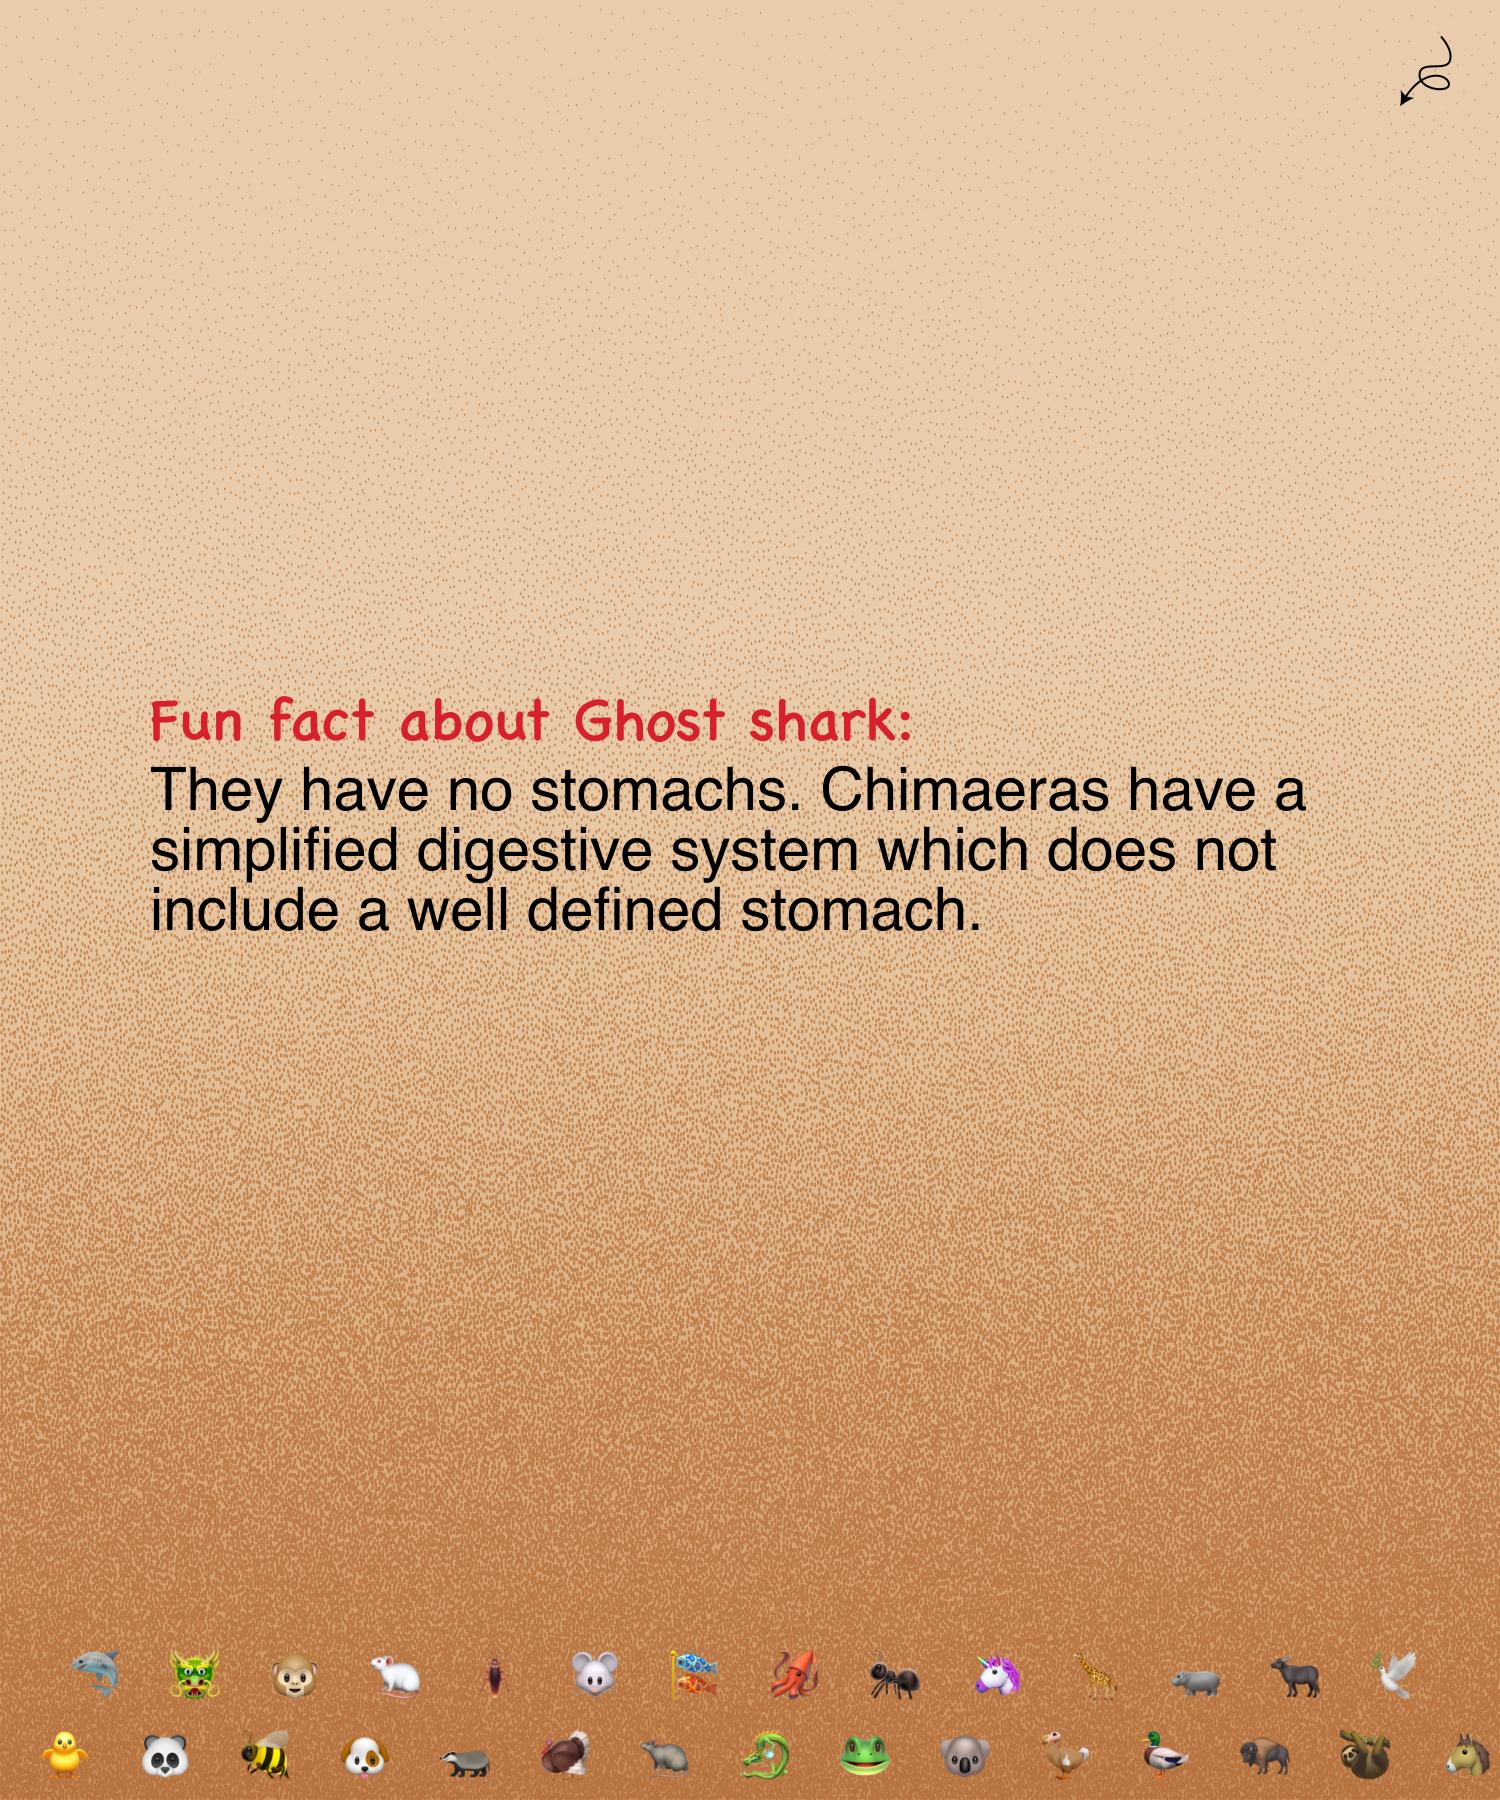 Fun fact about Ghost shark:
They have no stomachs. Chimaeras have a
simplified digestive system which does not
include a well defined stomach.